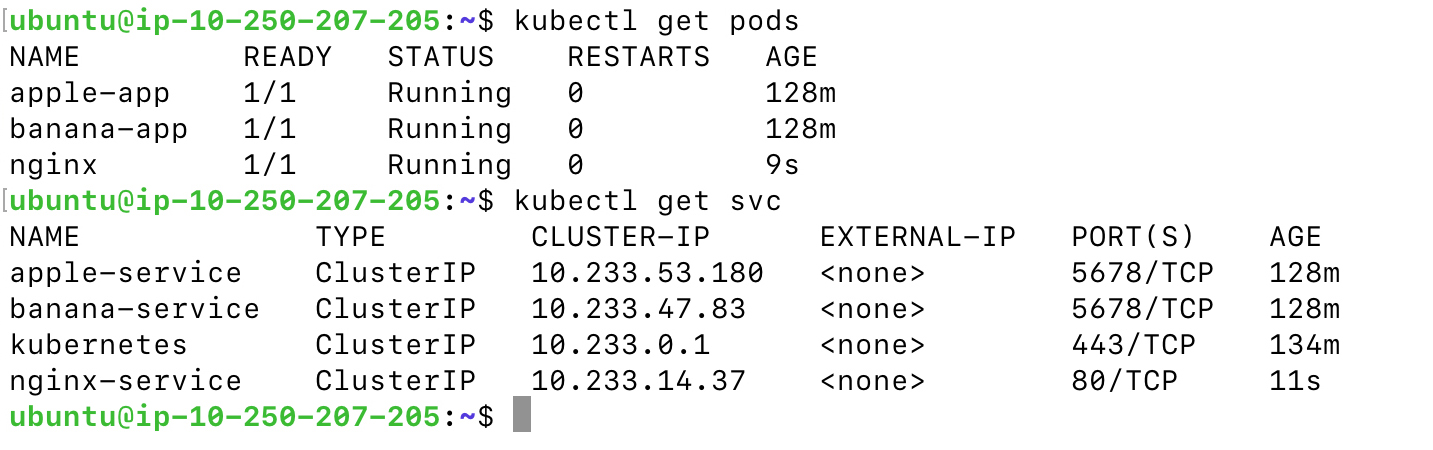 ubuntu@ip-10-250-207-205:~$ kubectl get pods
NAME         READY   STATUS    RESTARTS   AGE
apple-app    1/1     Running   0          128m
banana-app   1/1     Running   0          128m
nginx        1/1     Running   0          9s
ubuntu@ip-10-250-207-205:~$ kubectl get svc
NAME             TYPE        CLUSTER-IP      EXTERNAL-IP   PORT(S)    AGE
apple-service    ClusterIP   10.233.53.180   <none>        5678/TCP   128m
banana-service   ClusterIP   10.233.47.83    <none>        5678/TCP   128m
kubernetes       ClusterIP   10.233.0.1      <none>        443/TCP    134m
nginx-service    ClusterIP   10.233.14.37    <none>        80/TCP     11s
ubuntu@ip-10-250-207-205:~$